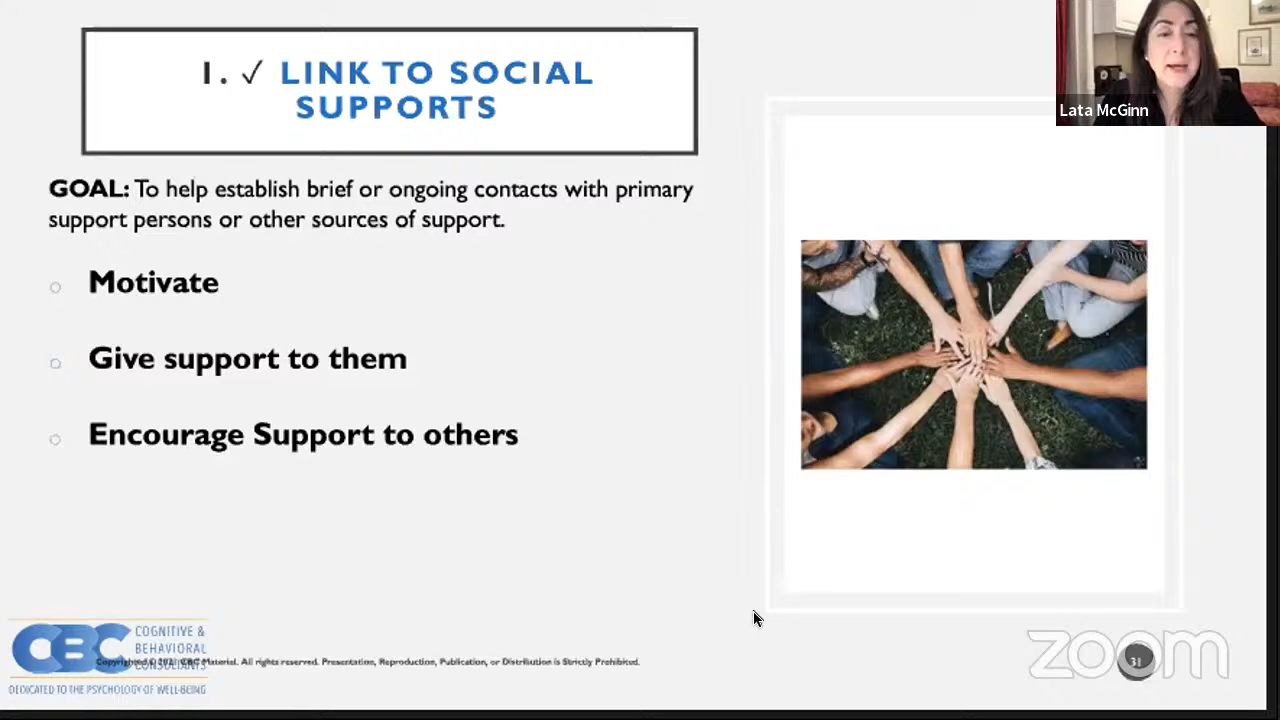 1. ✓ LINK TO SOCIAL
SUPPORTS
Lata McGinn
GOAL: To help establish brief or ongoing contacts with primary
support persons or other sources of support.
Motivate
Give support to them
Encourage Support to others
CBC
COGNITIVE &
BEHAVIORAL
CONSULTANTS
DEDICATED TO THE PSYCHOLOGY OF WELL-BEING
CBC Material. All rights reserved. Presentation, Reproduction, Publication, or Distribution is Strictly Prohibited.
zoom
31